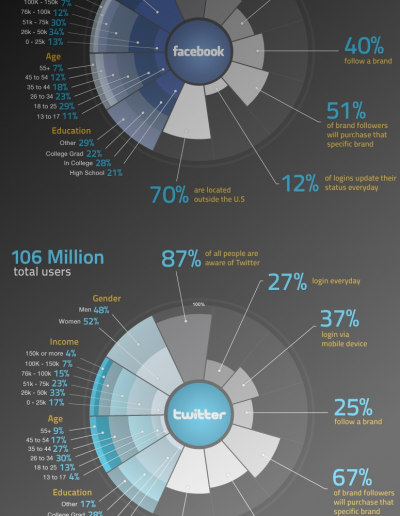 100K - 150k 7%
76k - 100k 12%
51k - 75k 30%
26k - 50k 34%
0 - 25k 13%
Age
55+ 7%
45 to 54 12%
35 to 44 18%
26 to 34 23%
18 to 25 29%
13 to 17 11%
Education
Other 29%
College Grad 22%
In College 28%
High School 21%
facebook
40%
follow a brand
51%
of brand followers
will purchase that
specific brand
12% of logins update their
status everyday
70% are located
outside the U.S
106 Million
total users
87% of all people are
aware of Twitter
27% login everyday
37%
login via
mobile device
25%
follow a brand
67%
of brand followers
will purchase that
specific brand
100%
Gender
Men 48%
Women 52%
Income
150k or more 4%
100K - 150k 7%
76k - 100k 15%
51k - 75k 23%
26k - 50k 33%
0 - 25k 17%
Age
55+ 9%
45 to 54 17%
35 to 44 27%
26 to 34 30%
18 to 25 13%
13 to 17 4%
Education
Other 17%
College Grad 28%
twitter